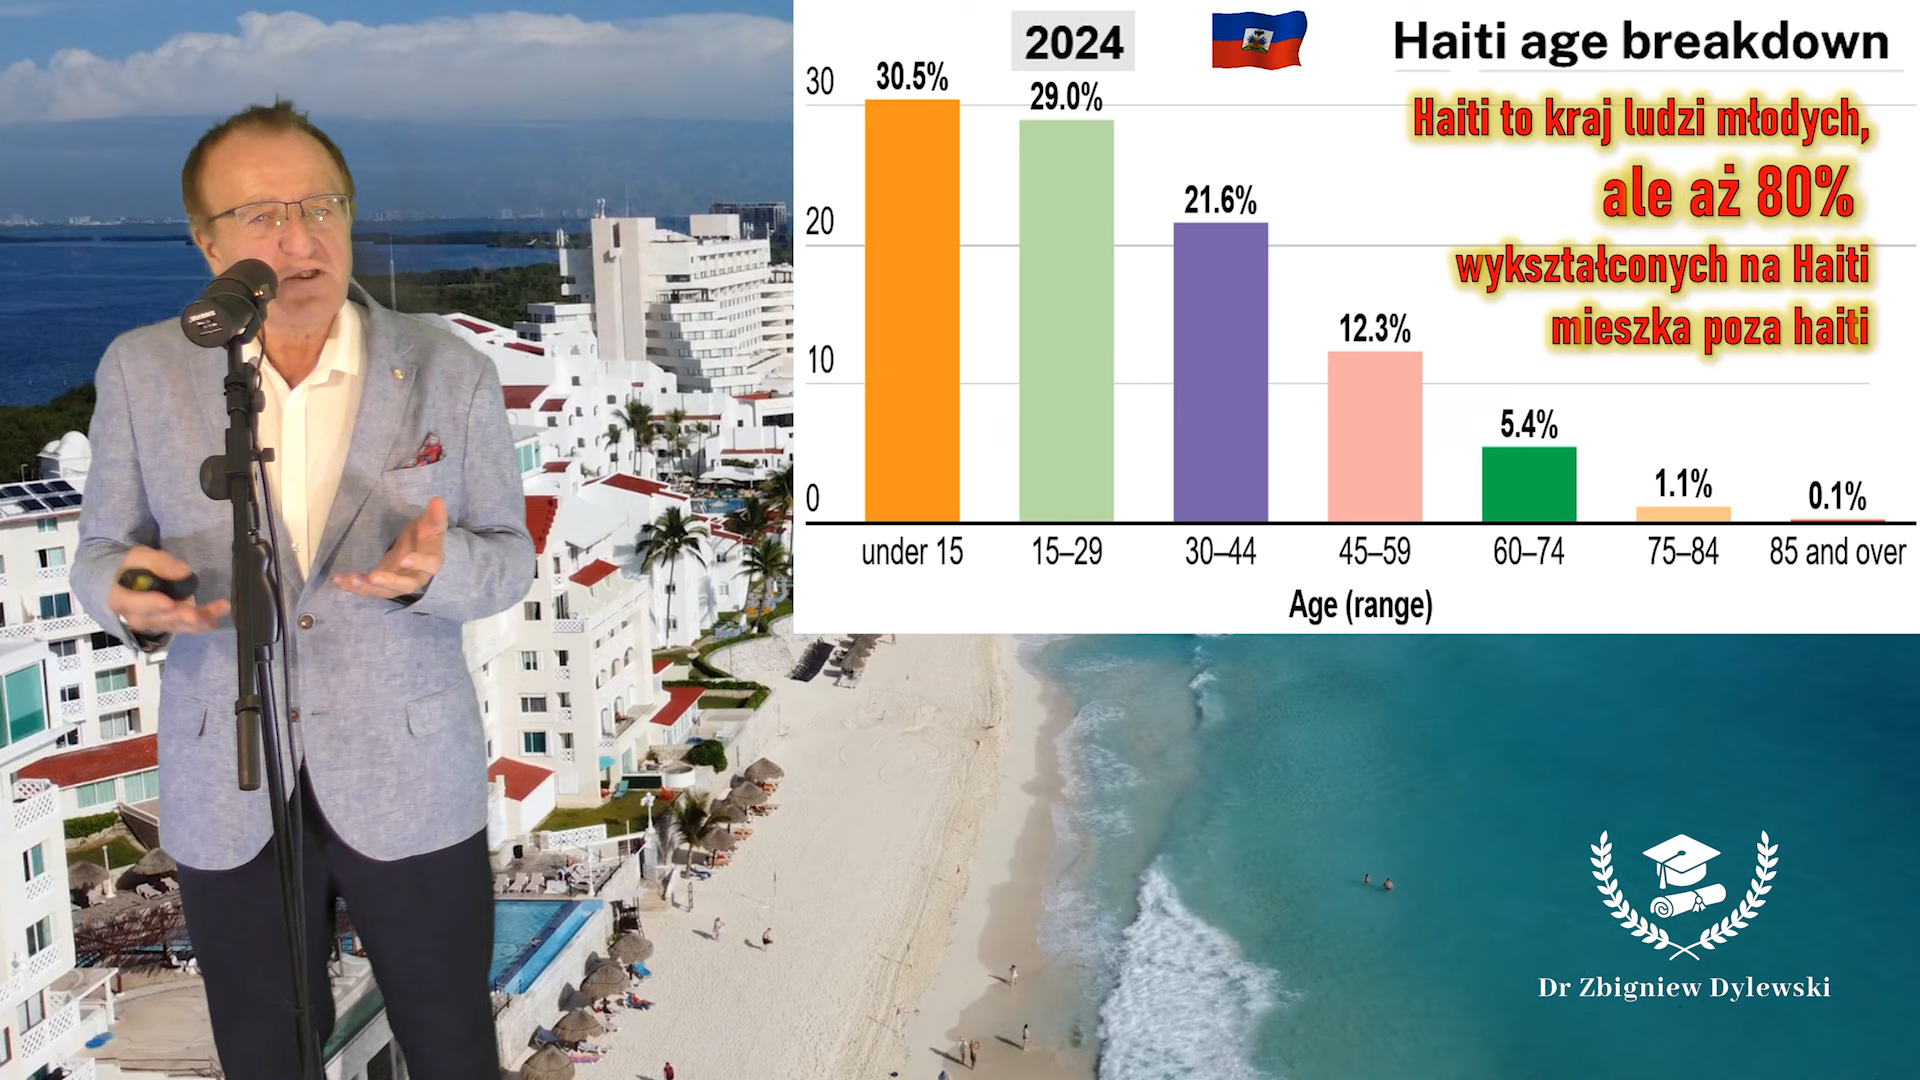 2024
Haiti age breakdown
Haiti to kraj ludzi młodych,
ale aż 80%
wykształconych na Haiti
mieszka poza haiti
30
20
10
0
30.5%
29.0%
21.6%
12.3%
5.4%
1.1%
0.1%
under 15
15–29
30–44
45–59
60–74
75–84
85 and over
Age (range)
Dr Zbigniew Dylewski